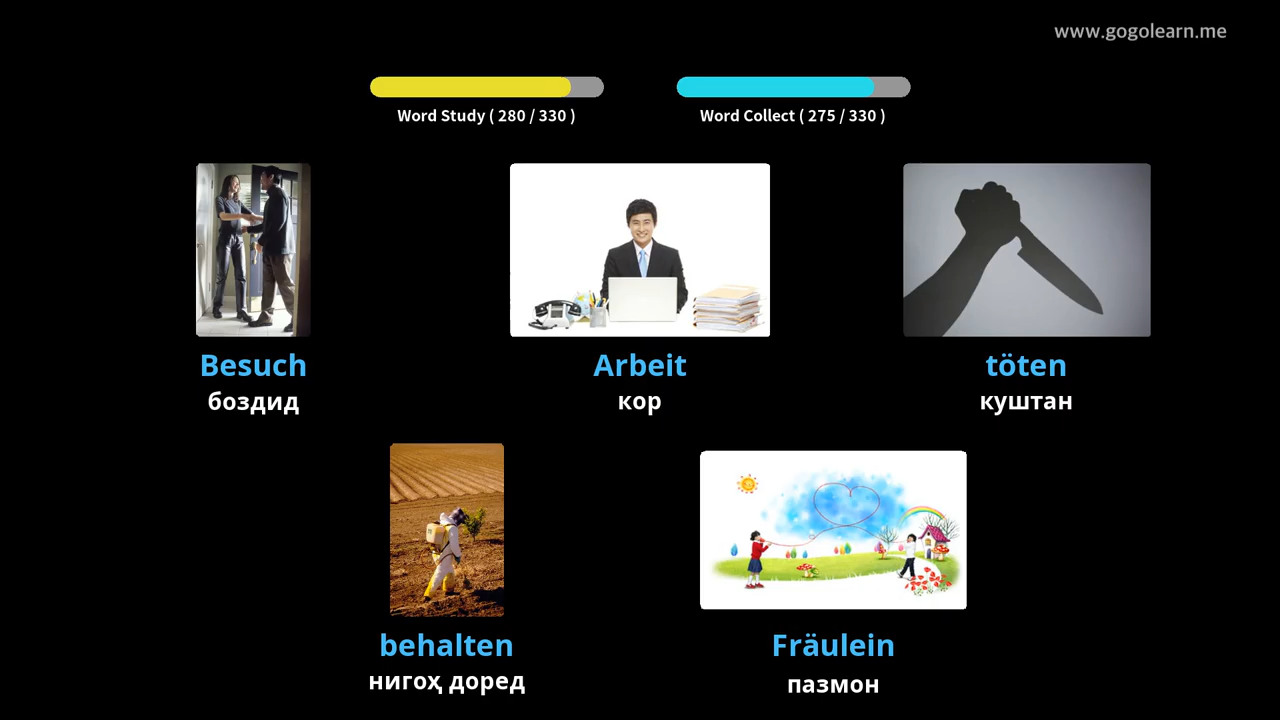 www.gogolearn.me
Word Study ( 280 / 330 )
Word Collect ( 275 / 330 )
Besuch
боздид
Arbeit
кор
töten
куштан
behalten
нигоҳ доред
Fräulein
пазмон